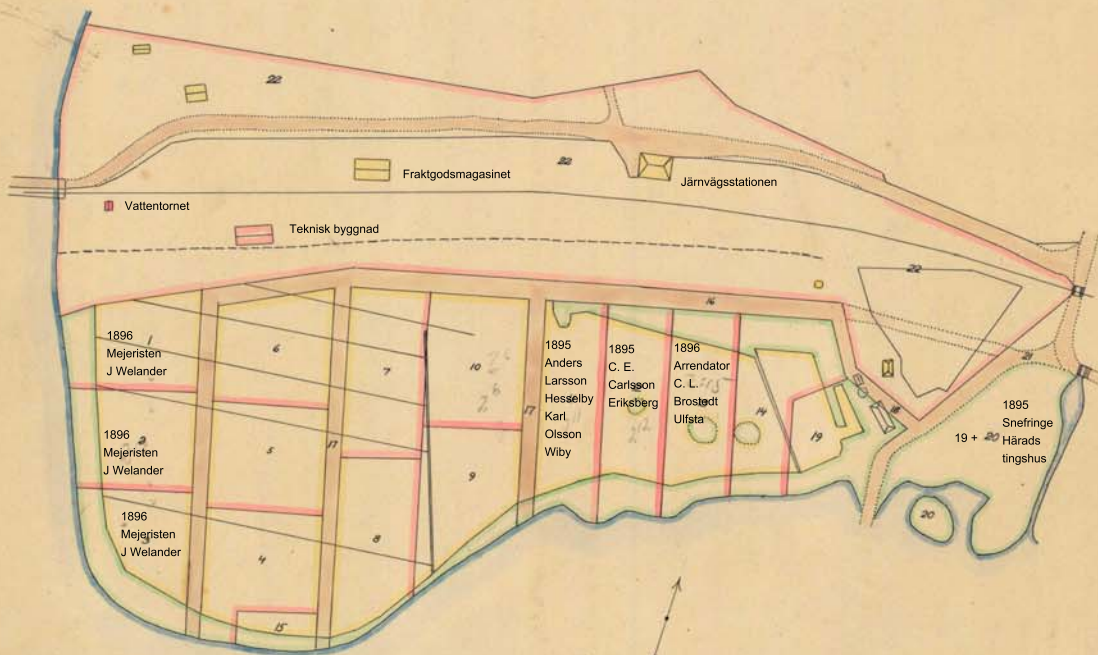 22
22
Fraktgodsmagasinet
Järnvägsstationen
Vattentornet
Teknisk byggnad
22
16
1
1896
Mejeristen
J Welander
6
7
10
1895
Anders
Larsson
Hesselby
Karl
Olsson
Wiby
1895
C. E.
Carlsson
Eriksberg
1896
Arrendator
C. L.
Brostedt
Ulfsta
14
19
18
21
1895
Snefringe
Härads
tingshus
19 + 20
2
1896
Mejeristen
J Welander
5
17
17
9
3
1896
Mejeristen
J Welander
4
8
20
15